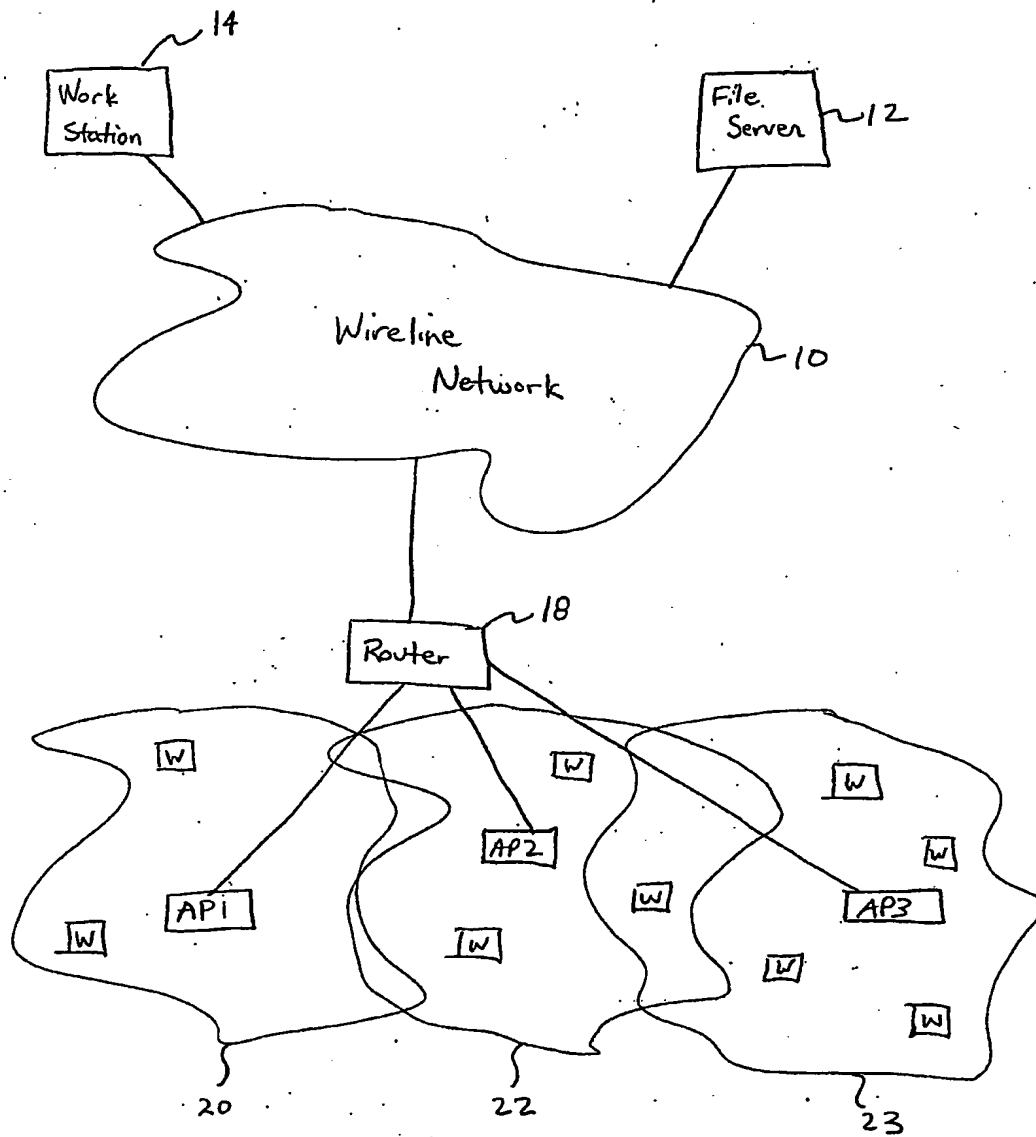 14
Work
Station
File
Server
12
Wireline
Network
10
18
Router
W
W
W
AP2
W
AP1
W
AP3
W
W
W
W
W
20
22
23